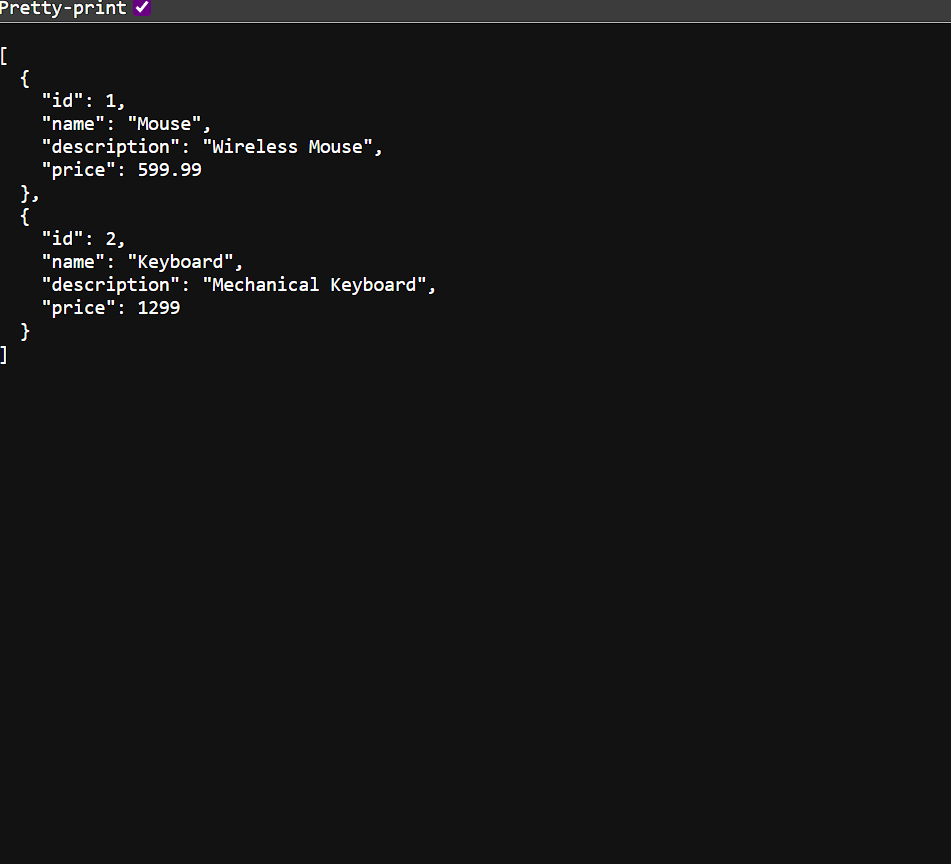 Pretty-print
[
  {
    "id": 1,
    "name": "Mouse",
    "description": "Wireless Mouse",
    "price": 599.99
  },
  {
    "id": 2,
    "name": "Keyboard",
    "description": "Mechanical Keyboard",
    "price": 1299
  }
]